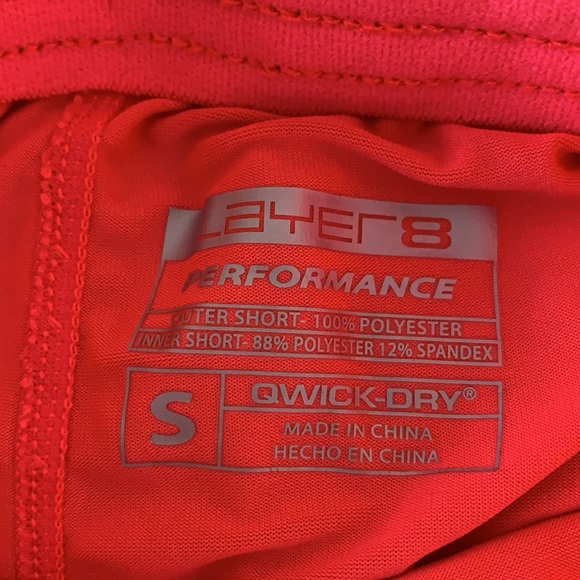 LAYER8
PERFORMANCE
OUTER SHORT- 100% POLYESTER
INNER SHORT- 88% POLYESTER 12% SPANDEX
S
QWICK-DRY®
MADE IN CHINA
HECHO EN CHINA